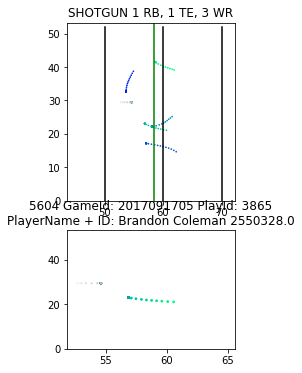 SHOTGUN 1 RB, 1 TE, 3 WR
50
40
30
20
10
0
50 60 70
5604 GameId: 2017091705 PlayId: 3865
PlayerName + ID: Brandon Coleman 2550328.0
40
20
0
55 60 65